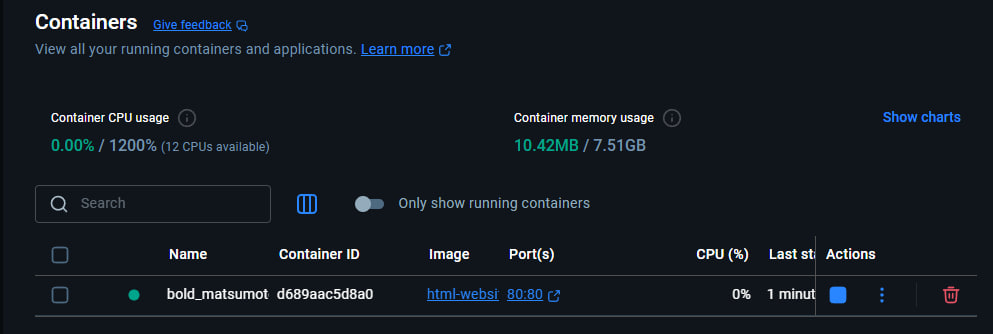 Containers Give feedback
View all your running containers and applications. Learn more
Container CPU usage
0.00% / 1200% (12 CPUs available)
Container memory usage
10.42MB / 7.51GB
Show charts
Search
Only show running containers
Name Container ID Image Port(s) CPU (%) Last sta Actions
bold_matsumot d689aac5d8a0 html-websi 80:80 0% 1 minut